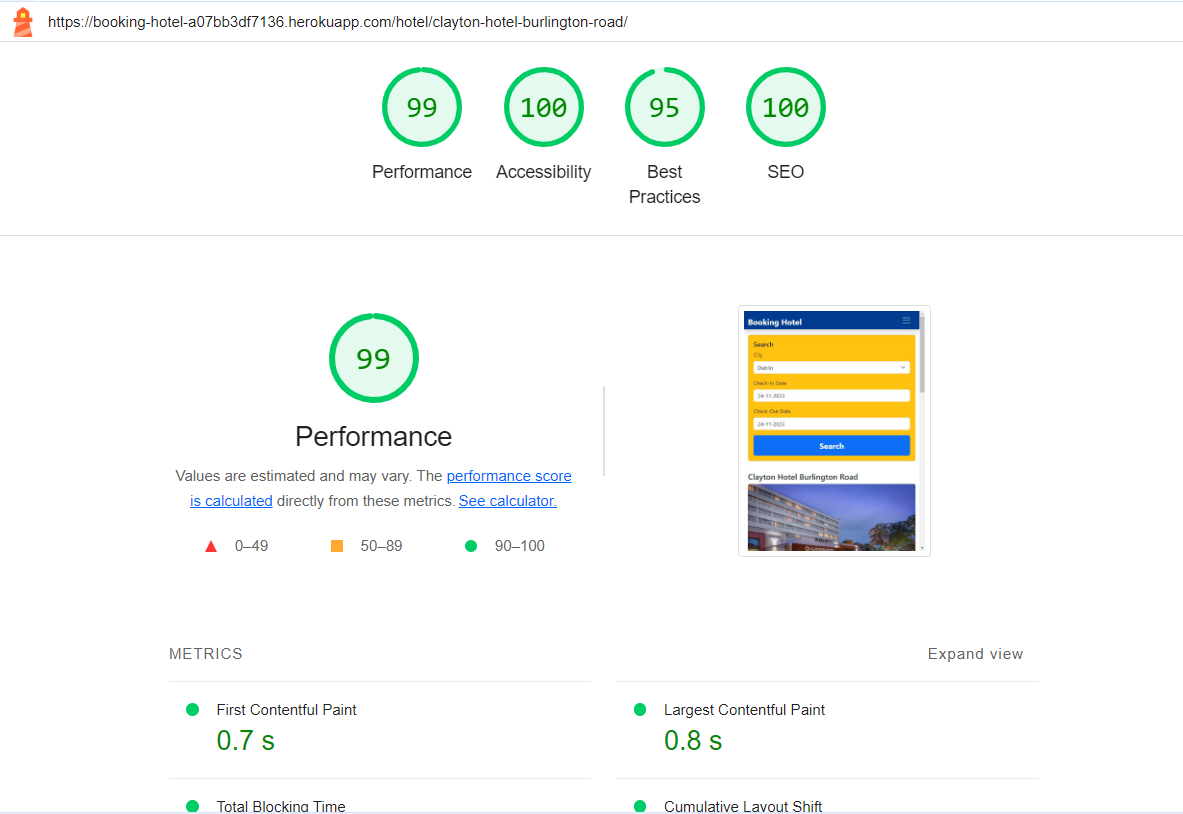 https://booking-hotel-a07bb3df7136.herokuapp.com/hotel/clayton-hotel-burlington-road/
99
100
95
100
Performance
Accessibility
Best
Practices
SEO
99
Performance
Values are estimated and may vary. The performance score
is calculated directly from these metrics. See calculator.
0–49
50–89
90–100
Booking Hotel
Search
City
Dublin
Check-In Date
24-11-2023
Check-Out Date
24-11-2023
Search
Clayton Hotel Burlington Road
METRICS
Expand view
First Contentful Paint
0.7 s
Largest Contentful Paint
0.8 s
Total Blocking Time
Cumulative Layout Shift